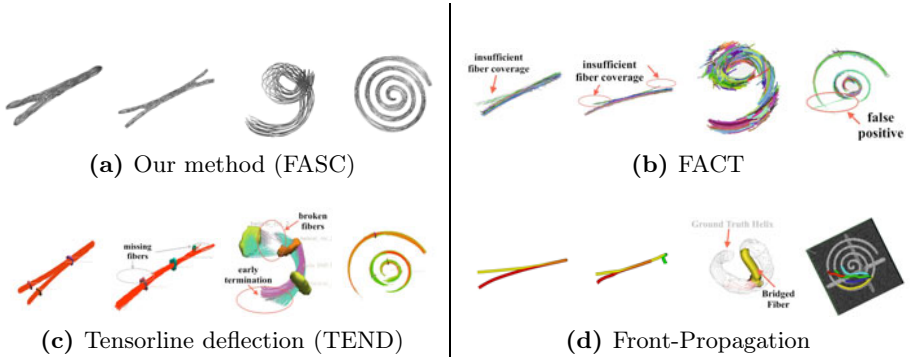 insufficient
fiber coverage
insufficient
fiber coverage
false
positive
(a) Our method (FASC)
(b) FACT
missing
fibers
broken
fibers
early
termination
Ground Truth Helix
Bridged
Fiber
(c) Tensorline deflection (TEND)
(d) Front-Propagation